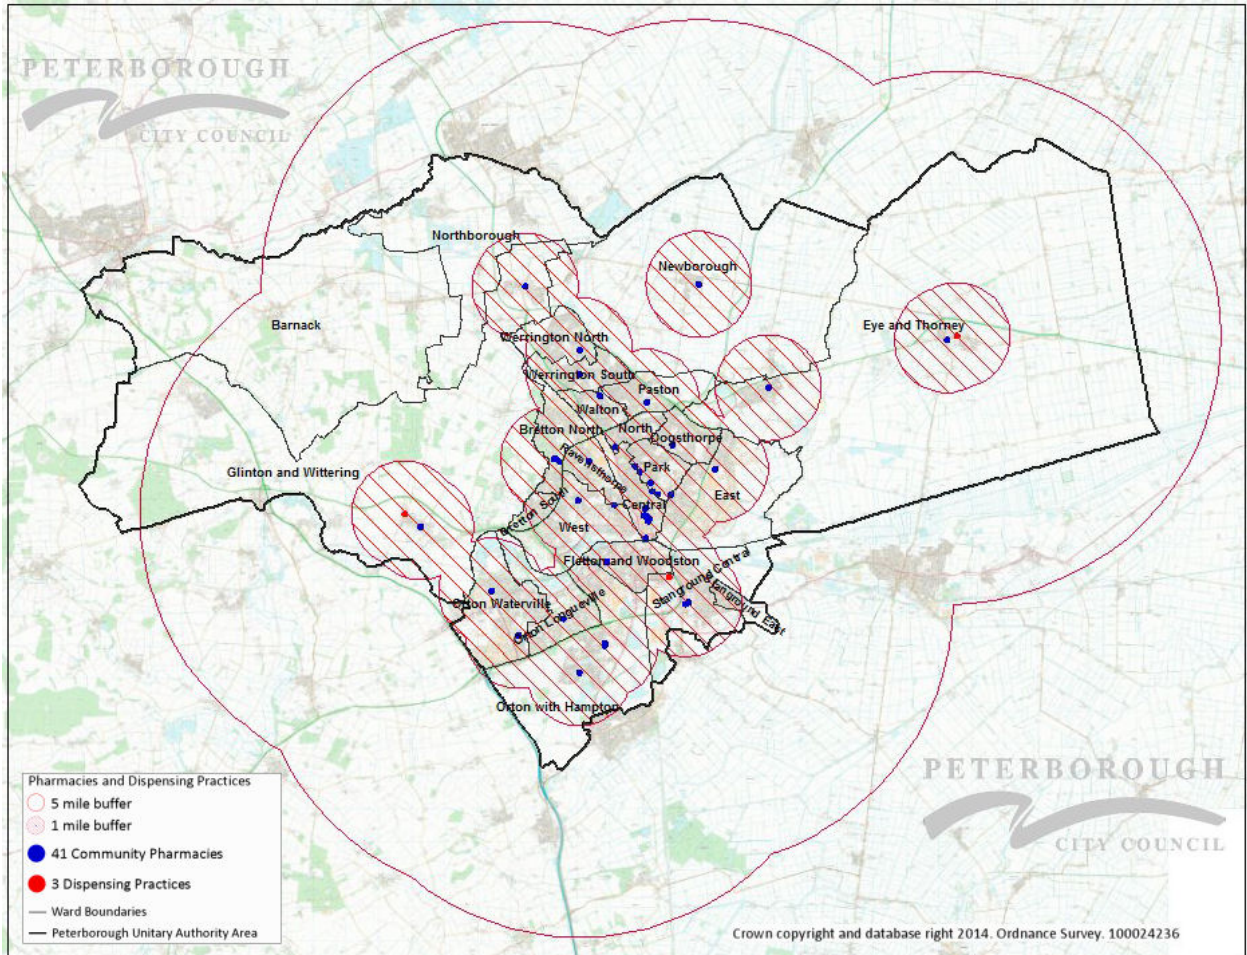 PETERBOROUGH
CITY COUNCIL
Northborough
Newborough
Barnack
Eye and Thorney
Werrington North
Werrington South
Paston
Walton
Bretton North
North
Dogsthorpe
Ravensthorpe
Park
Glinton and Wittering
East
Bretton South
Central
West
Fletton and Woodston
Stanground Central
Stanground East
Orton Waterville
Orton Longueville
Orton with Hampton
PETERBOROUGH
CITY COUNCIL
Pharmacies and Dispensing Practices
5 mile buffer
1 mile buffer
41 Community Pharmacies
3 Dispensing Practices
Ward Boundaries
Peterborough Unitary Authority Area
Crown copyright and database right 2014. Ordnance Survey. 100024236